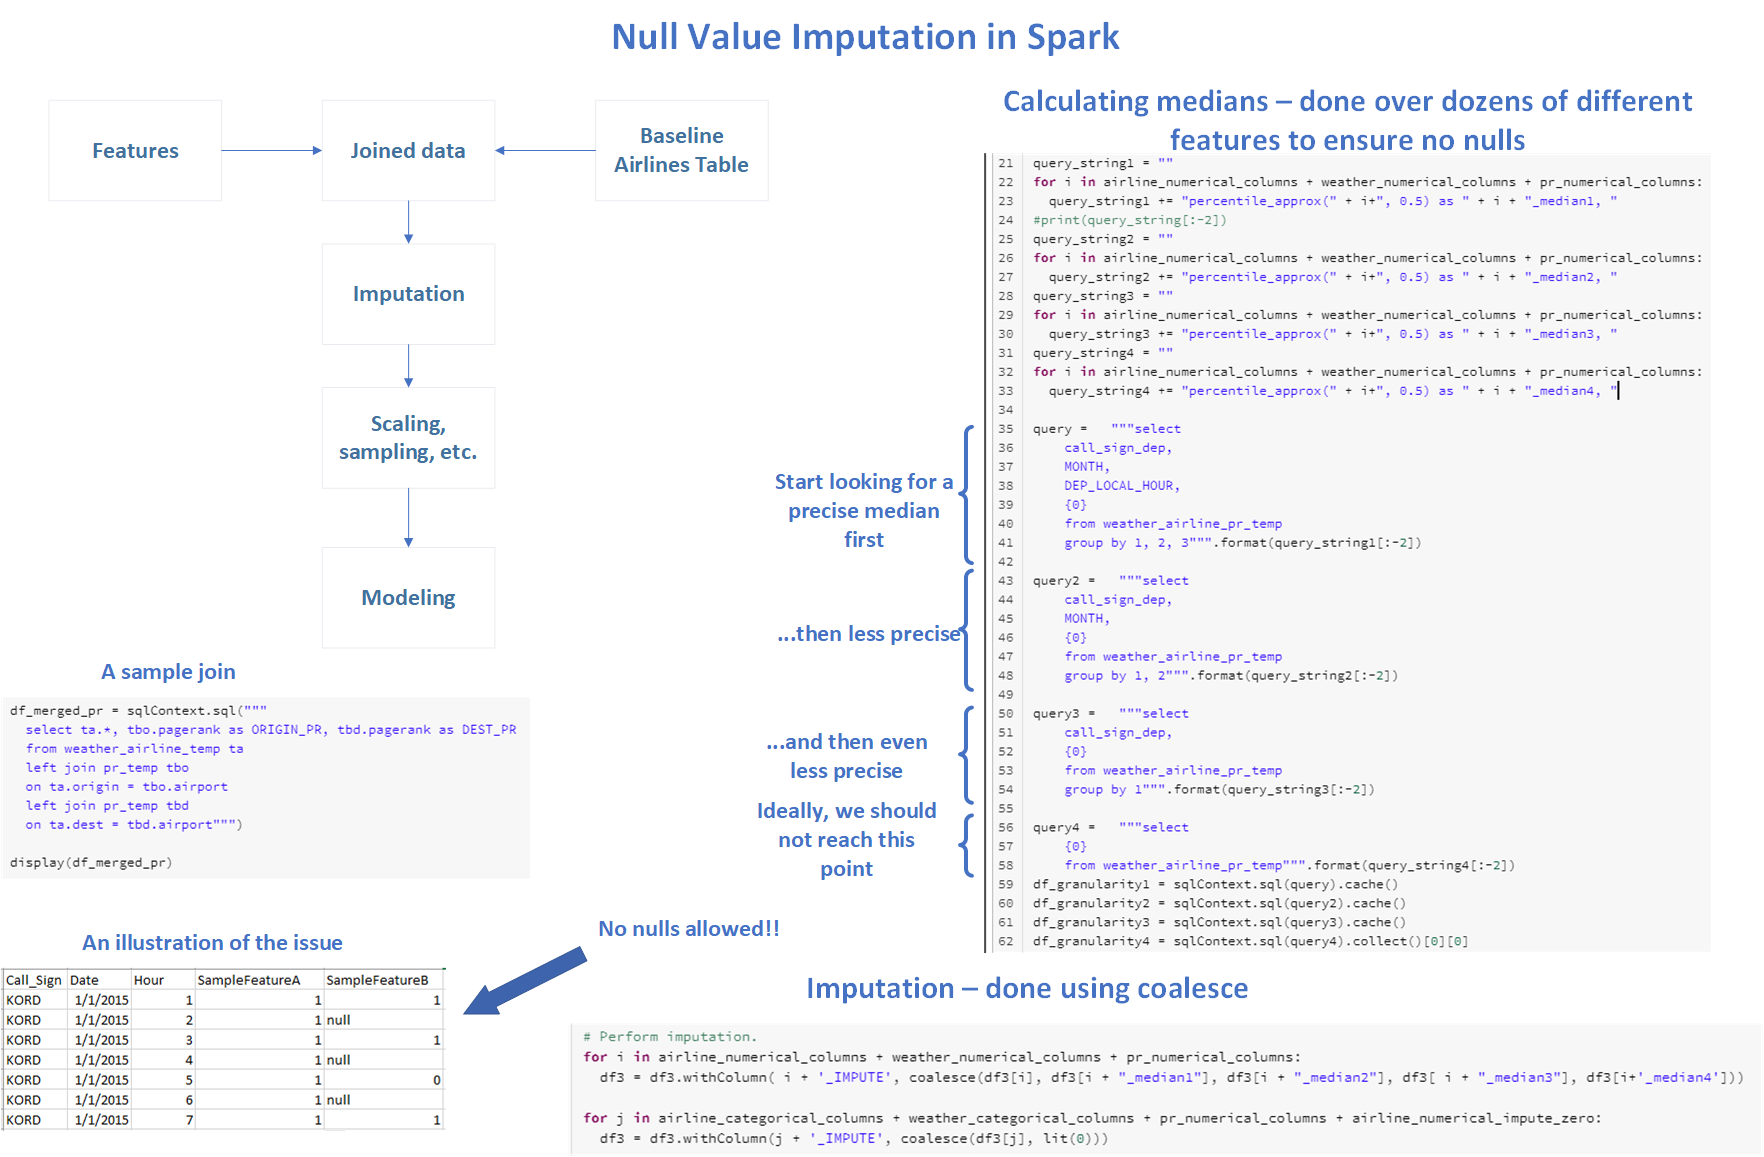 Null Value Imputation in Spark
Features
Joined data
Baseline
Airlines Table
Imputation
Scaling,
sampling, etc.
Modeling
A sample join
df_merged_pr = sqlContext.sql("""
select ta.*, tbo.pagerank as ORIGIN_PR, tbd.pagerank as DEST_PR
from weather_airline_temp ta
left join pr_temp tbo
on ta.origin = tbo.airport
left join pr_temp tbd
on ta.dest = tbd.airport""")
display(df_merged_pr)
An illustration of the issue
Call_Sign Date Hour SampleFeatureA SampleFeatureB
KORD 1/1/2015 1 1 1
KORD 1/1/2015 2 1 null
KORD 1/1/2015 3 1 1
KORD 1/1/2015 4 1 null
KORD 1/1/2015 5 1 0
KORD 1/1/2015 6 1 null
KORD 1/1/2015 7 1 1
No nulls allowed!!
Calculating medians – done over dozens of different
features to ensure no nulls
21 query_string1 = ""
22 for i in airline_numerical_columns + weather_numerical_columns + pr_numerical_columns:
23 query_string1 += "percentile_approx(" + i+", 0.5) as " + i + "_median1, "
24 #print(query_string[:-2])
25 query_string2 = ""
26 for i in airline_numerical_columns + weather_numerical_columns + pr_numerical_columns:
27 query_string2 += "percentile_approx(" + i+", 0.5) as " + i + "_median2, "
28 query_string3 = ""
29 for i in airline_numerical_columns + weather_numerical_columns + pr_numerical_columns:
30 query_string3 += "percentile_approx(" + i+", 0.5) as " + i + "_median3, "
31 query_string4 = ""
32 for i in airline_numerical_columns + weather_numerical_columns + pr_numerical_columns:
33 query_string4 += "percentile_approx(" + i+", 0.5) as " + i + "_median4, "
34
35 query = """select
36 call_sign_dep,
37 MONTH,
38 DEP_LOCAL_HOUR,
39 {0}
40 from weather_airline_pr_temp
41 group by 1, 2, 3""".format(query_string1[:-2])
42
43 query2 = """select
44 call_sign_dep,
45 MONTH,
46 {0}
47 from weather_airline_pr_temp
48 group by 1, 2""".format(query_string2[:-2])
49
50 query3 = """select
51 call_sign_dep,
52 {0}
53 from weather_airline_pr_temp
54 group by 1""".format(query_string3[:-2])
55
56 query4 = """select
57 {0}
58 from weather_airline_pr_temp""".format(query_string4[:-2])
59 df_granularity1 = sqlContext.sql(query).cache()
60 df_granularity2 = sqlContext.sql(query2).cache()
61 df_granularity3 = sqlContext.sql(query3).cache()
62 df_granularity4 = sqlContext.sql(query4).collect()[0][0]
Start looking for a
precise median
first
...then less precise
...and then even
less precise
Ideally, we should
not reach this
point
Imputation – done using coalesce
# Perform imputation.
for i in airline_numerical_columns + weather_numerical_columns + pr_numerical_columns:
df3 = df3.withColumn( i + '_IMPUTE', coalesce(df3[i], df3[i + "_median1"], df3[i + "_median2"], df3[ i + "_median3"], df3[i+'_median4']))
for j in airline_categorical_columns + weather_categorical_columns + pr_numerical_columns + airline_numerical_impute_zero:
df3 = df3.withColumn(j + '_IMPUTE', coalesce(df3[j], lit(0)))